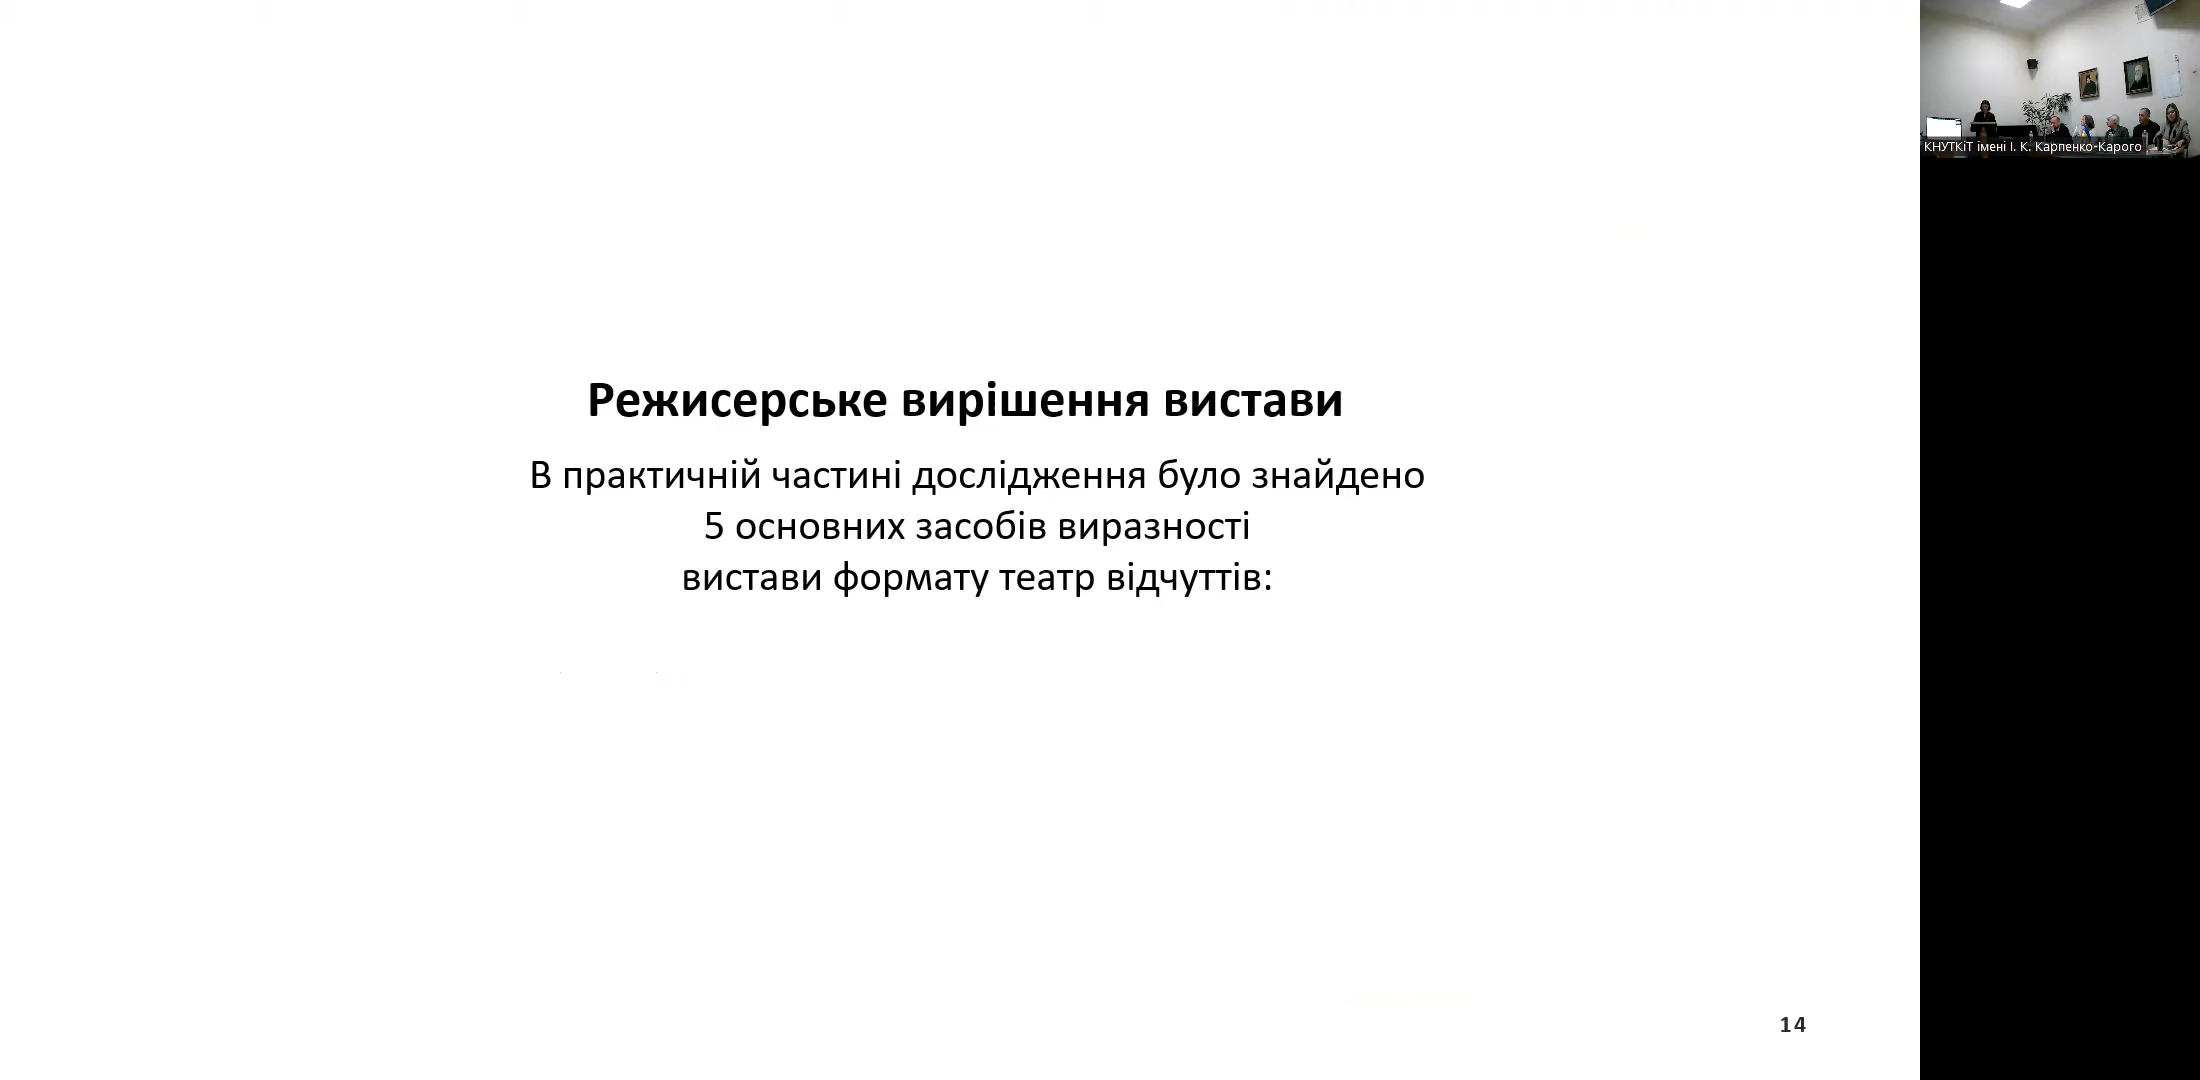 Режисерське вирішення вистави
В практичній частині дослідження було знайдено
5 основних засобів виразності
вистави формату театр відчуттів:
14
КНУТКіТ імені І. К. Карпенко-Карого